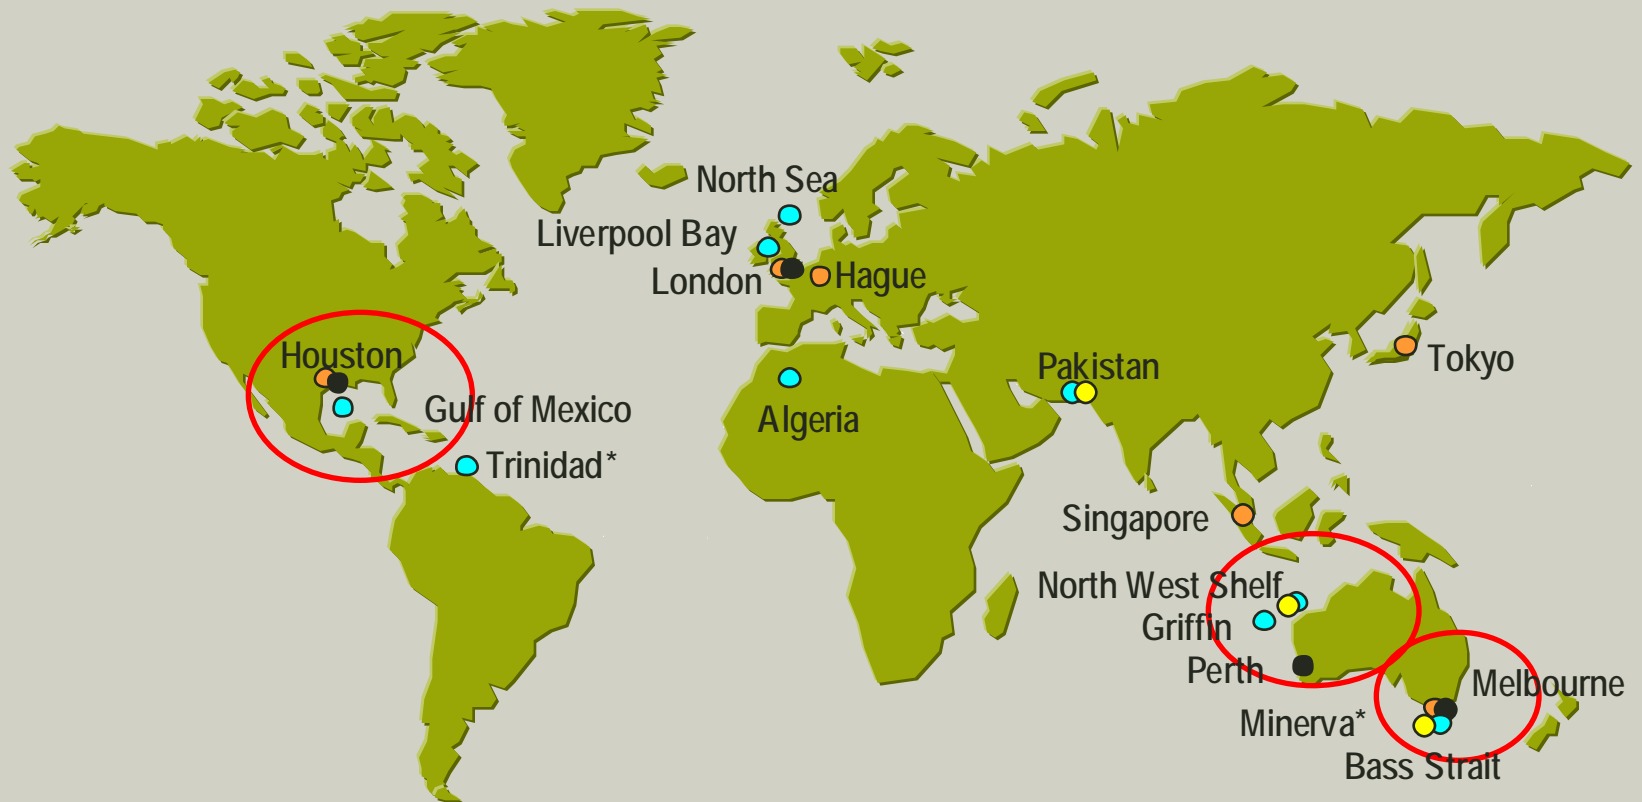 North Sea
Liverpool Bay
London
Hague
Houston
Gulf of Mexico
Trinidad*
Algeria
Pakistan
Tokyo
Singapore
North West Shelf
Griffin
Perth
Melbourne
Minerva*
Bass Strait